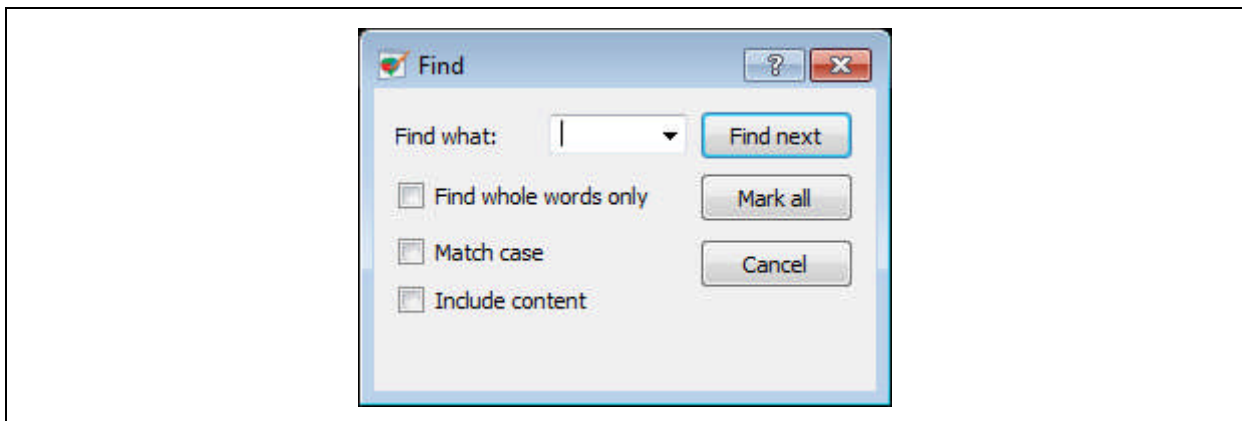 Find
Find what: Find next
Find whole words only Mark all
Match case
Cancel
Include content